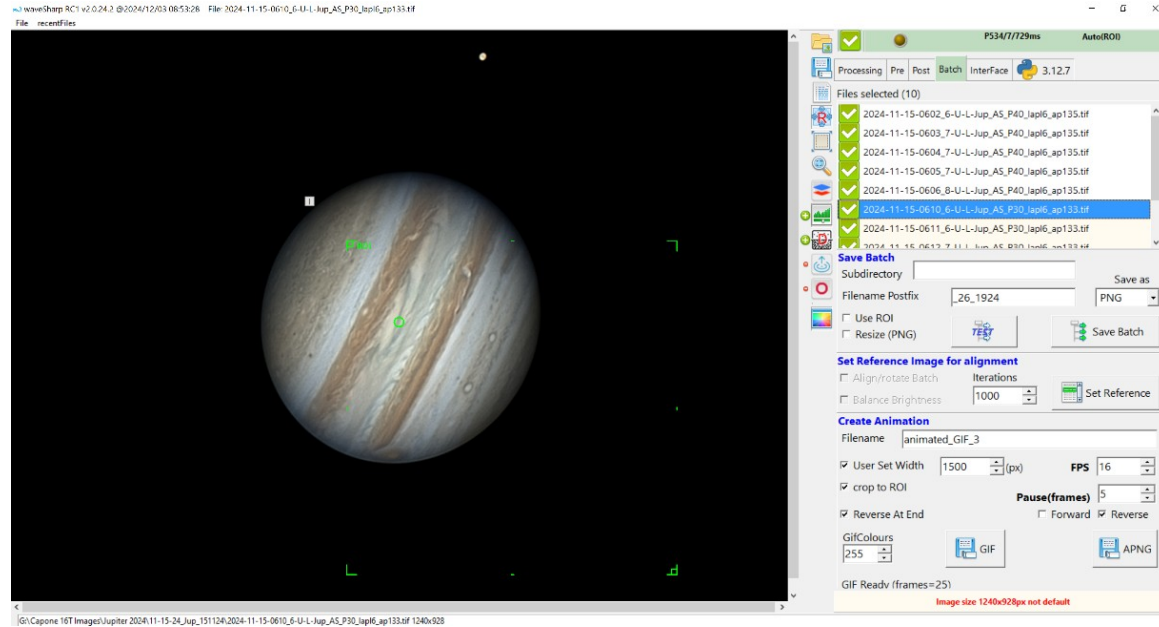 waveSharp RC1 v2.0.24.2 @2024/12/03 08:53:28 File: 2024-11-15-0610_6-U-L-Jup_AS_P30_lapl6_ap133.tif
File recentFiles
P534/7/729ms Auto(ROI)
Processing Pre Post Batch InterFace 3.12.7
Files selected (10)
2024-11-15-0602_6-U-L-Jup_AS_P40_lapl6_ap135.tif
2024-11-15-0603_7-U-L-Jup_AS_P40_lapl6_ap135.tif
2024-11-15-0604_7-U-L-Jup_AS_P40_lapl6_ap135.tif
2024-11-15-0605_7-U-L-Jup_AS_P40_lapl6_ap135.tif
2024-11-15-0606_8-U-L-Jup_AS_P40_lapl6_ap135.tif
2024-11-15-0610_6-U-L-Jup_AS_P30_lapl6_ap133.tif
2024-11-15-0611_6-U-L-Jup_AS_P30_lapl6_ap133.tif
2024-11-15-0612_7-U-L-Jup_AS_P30_lapl6_ap133.tif
Save Batch
Subdirectory
Save as
Filename Postfix _26_1924 PNG
Use ROI
Resize (PNG)
TEST
Save Batch
Set Reference Image for alignment
Align/rotate Batch Iterations
Balance Brightness 1000 Set Reference
Create Animation
Filename animated_GIF_3
User Set Width 1500 (px) FPS 16
crop to ROI
Pause(frames) 5
Reverse At End Forward Reverse
GifColours
255 GIF APNG
GIF Ready (frames=25)
Image size 1240x928px not default
G:\Capone 16T Images\Jupiter 2024\11-15-24_Jup_151124\2024-11-15-0610_6-U-L-Jup_AS_P30_lapl6_ap133.tif 1240x928